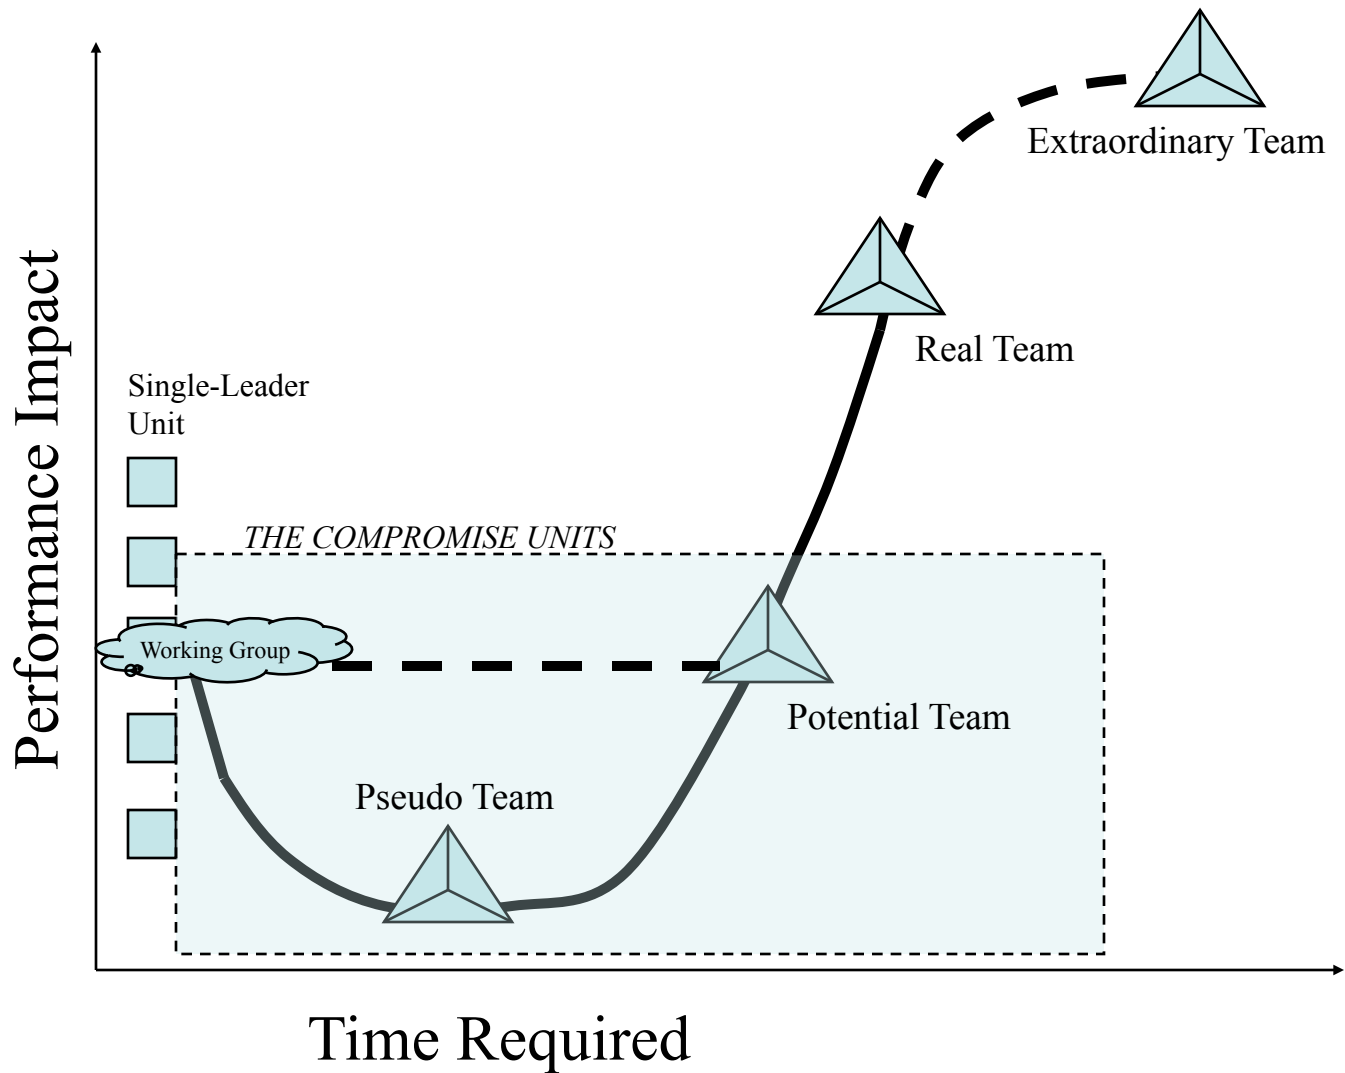 Extraordinary Team
Real Team
Performance Impact
Single-Leader
Unit
THE COMPROMISE UNITS
Working Group
Potential Team
Pseudo Team
Time Required